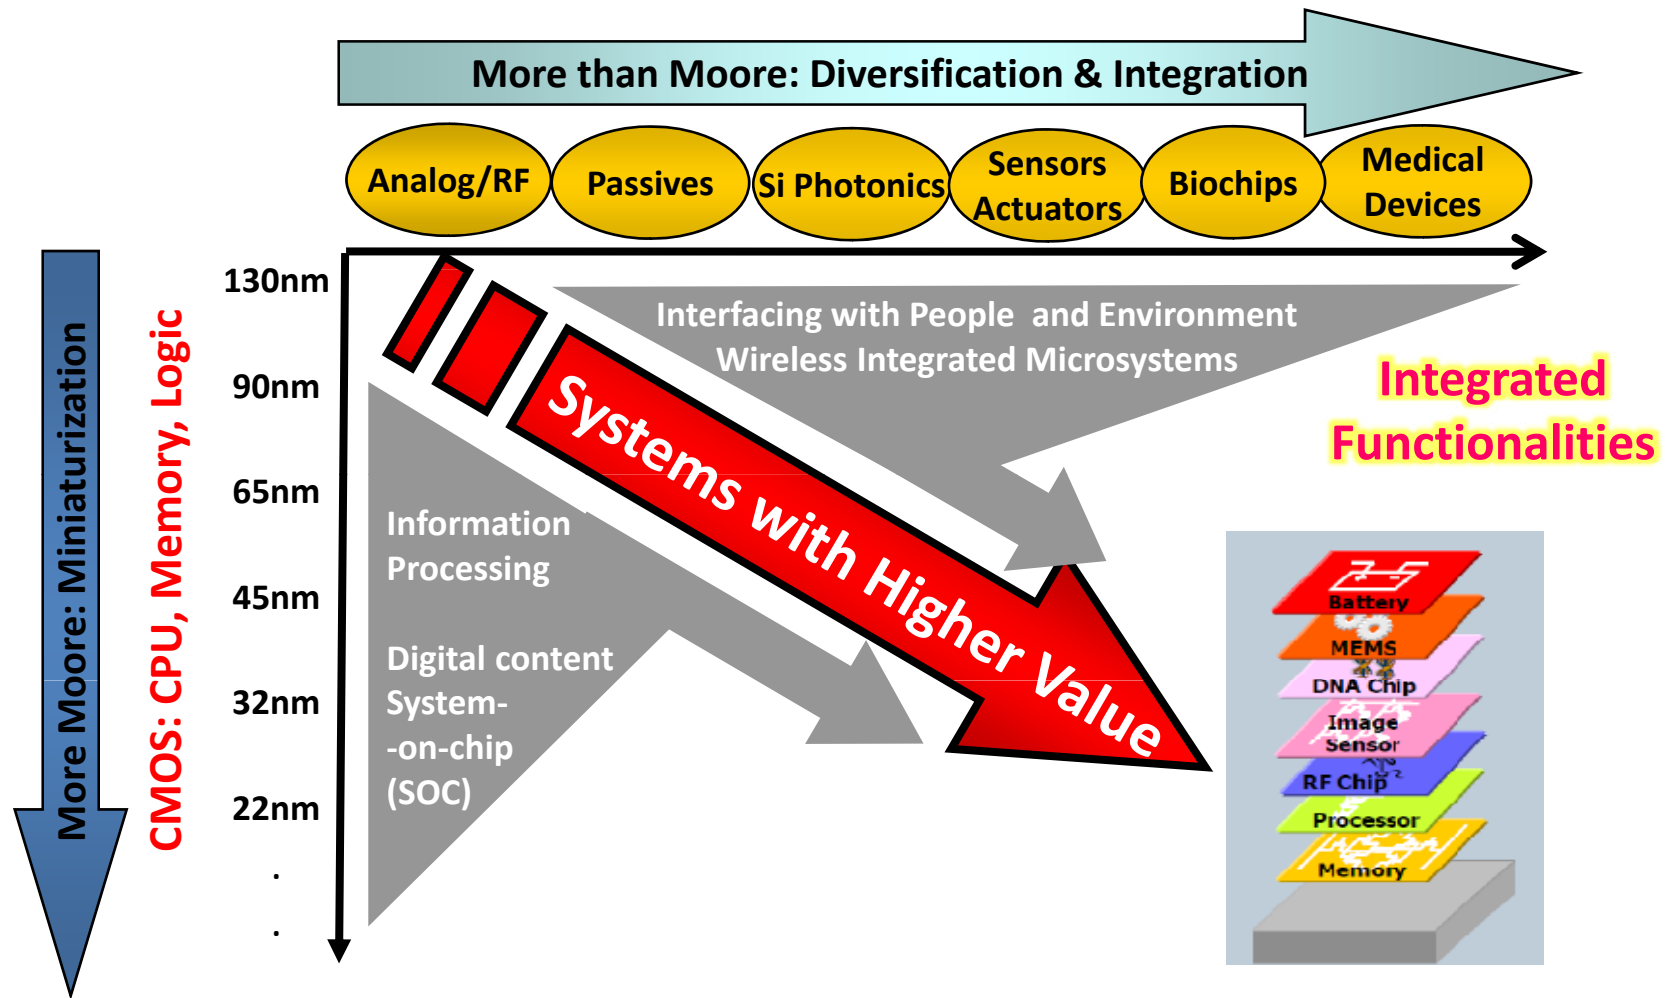 More than Moore: Diversification & Integration
Analog/RF
Passives
Si Photonics
Sensors
Actuators
Biochips
Medical
Devices
More Moore: Miniaturization
CMOS: CPU, Memory, Logic
130nm
90nm
65nm
45nm
32nm
22nm
.
.
Interfacing with People and Environment
Wireless Integrated Microsystems
Systems with Higher Value
Information
Processing
Digital content
System-
-on-chip
(SOC)
Integrated
Functionalities
Battery
MEMS
DNA Chip
Image
Sensor
RF Chip
Processor
Memory